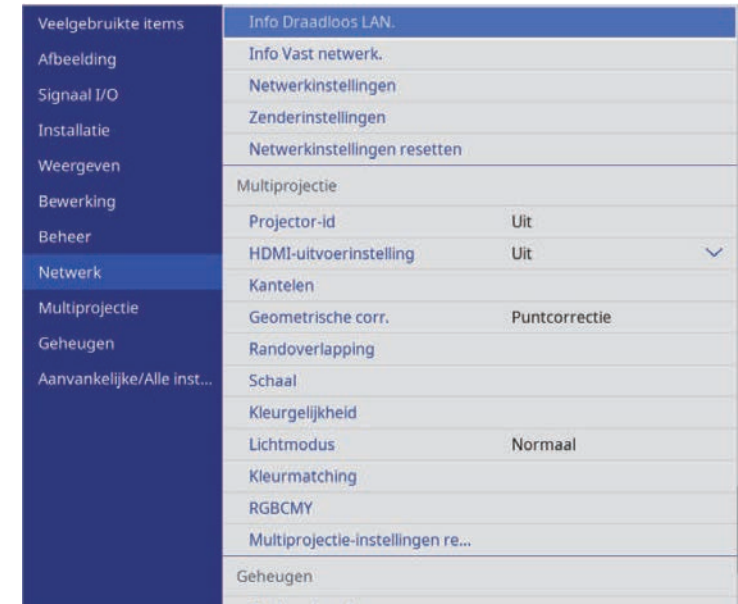 Veelgebruikte items
Afbeelding
Signaal I/O
Installatie
Weergeven
Bewerking
Beheer
Netwerk
Multiprojectie
Geheugen
Aanvankelijke/Alle inst...
Info Draadloos LAN.
Info Vast netwerk.
Netwerkinstellingen
Zenderinstellingen
Netwerkinstellingen resetten
Multiprojectie
Projector-id Uit
HDMI-uitvoerinstelling Uit
Kantelen
Geometrische corr. Puntcorrectie
Randoverlapping
Schaal
Kleurgelijkheid
Lichtmodus Normaal
Kleurmatching
RGBCMY
Multiprojectie-instellingen re...
Geheugen